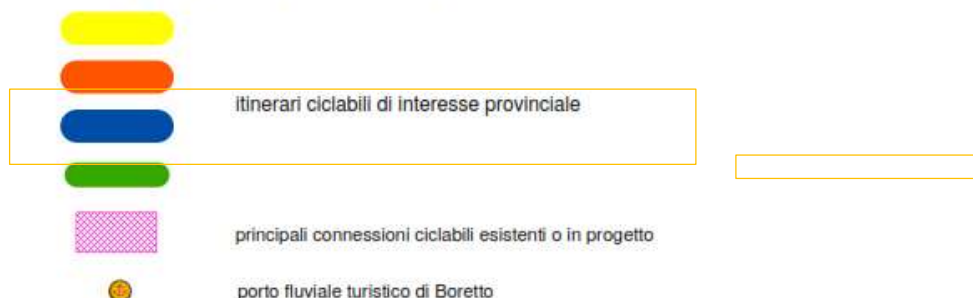 itinerari ciclabili di interesse provinciale
principali connessioni ciclabili esistenti o in progetto
porto fluviale turistico di Boretto